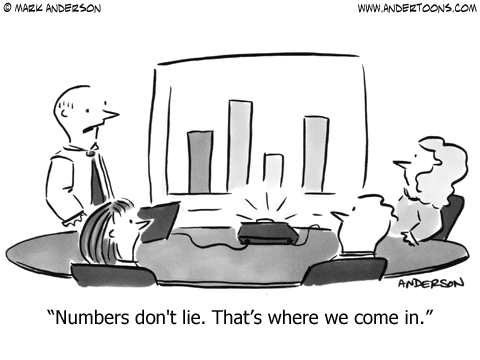 © MARK ANDERSON
WWW.ANDERTOONS.COM
ANDERSON
“Numbers don't lie. That’s where we come in.”